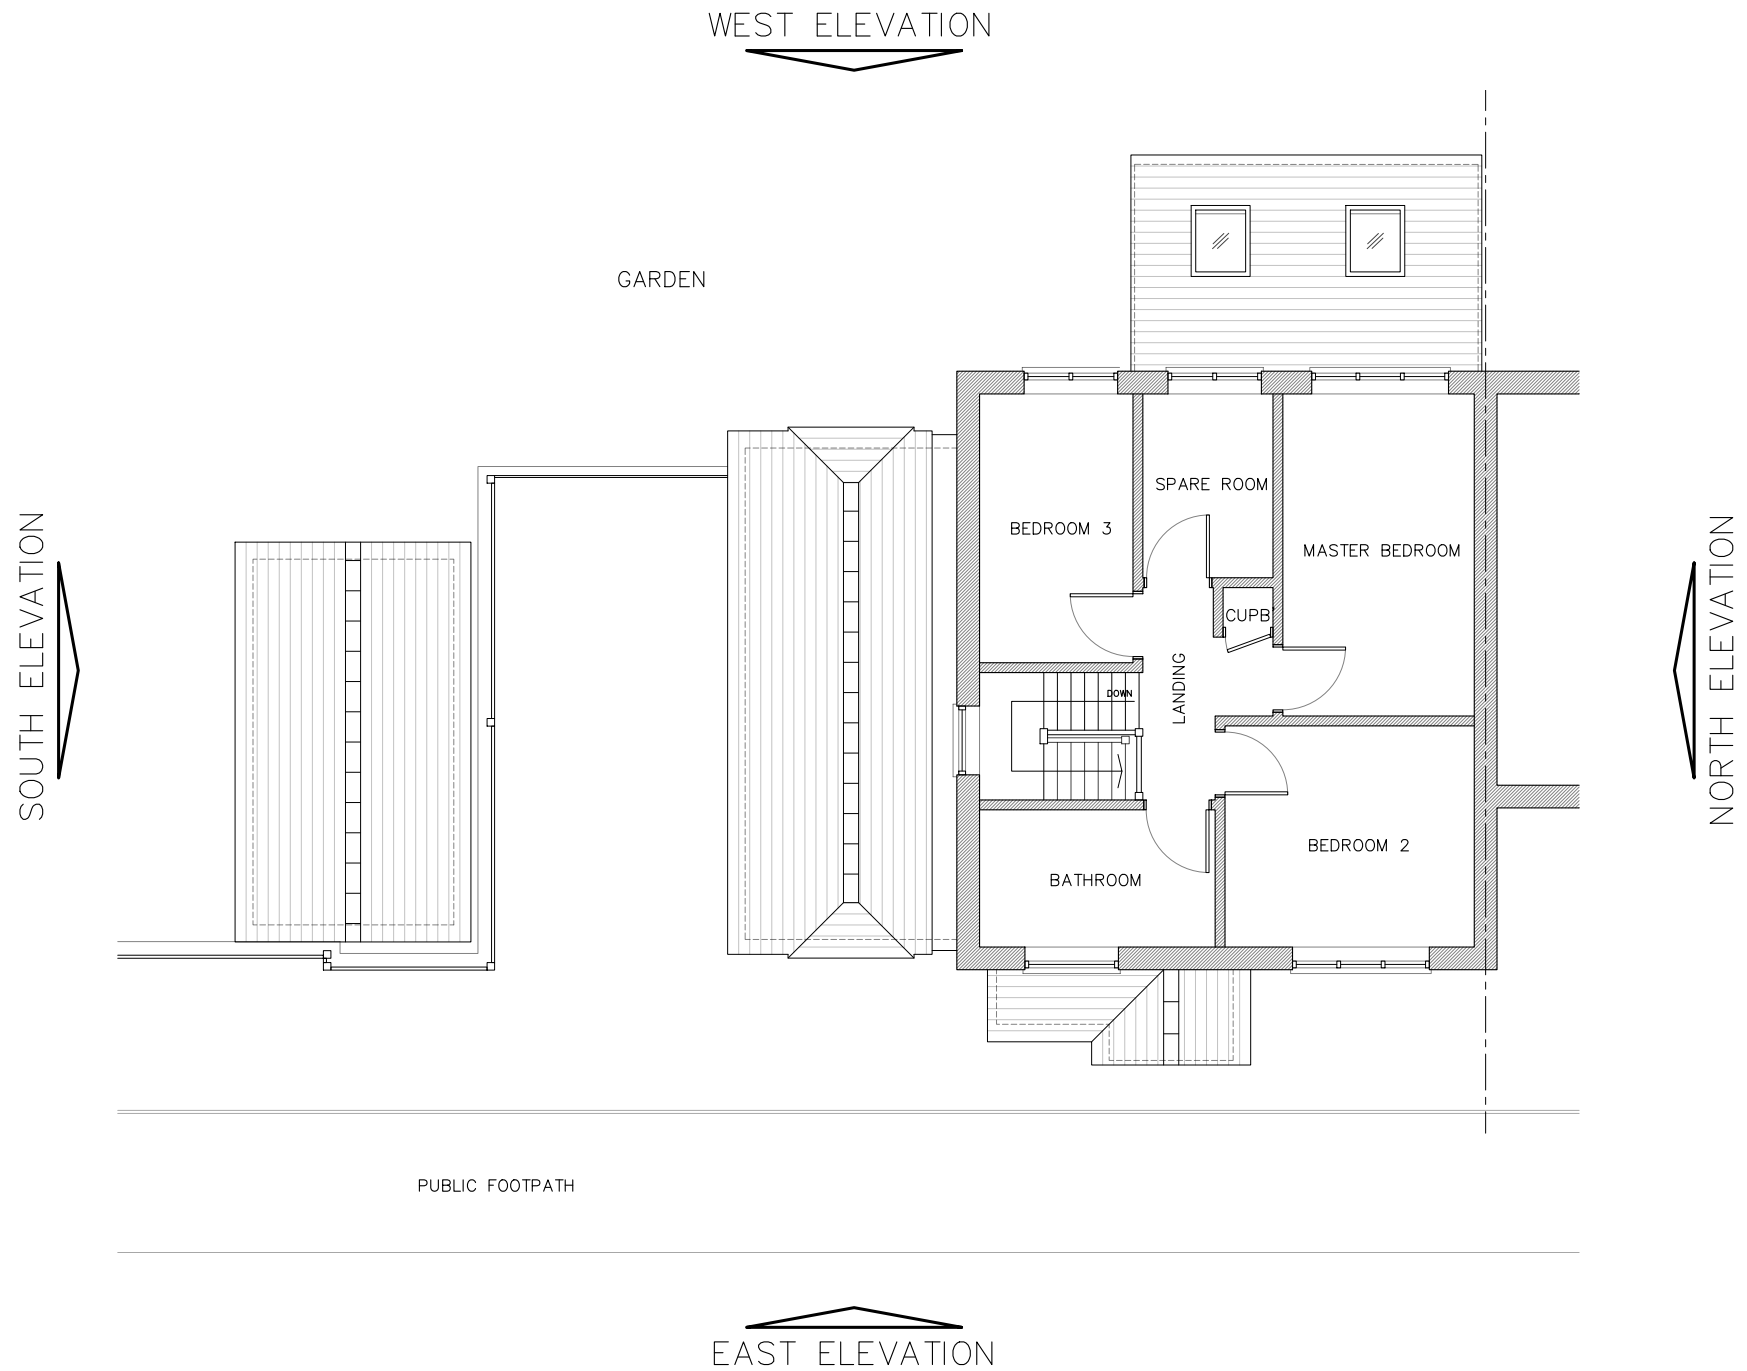 WEST ELEVATION
GARDEN
SPARE ROOM
BEDROOM 3
MASTER BEDROOM
SOUTH ELEVATION
NORTH ELEVATION
CUPB'
LANDING
DOWN
BEDROOM 2
BATHROOM
PUBLIC FOOTPATH
EAST ELEVATION